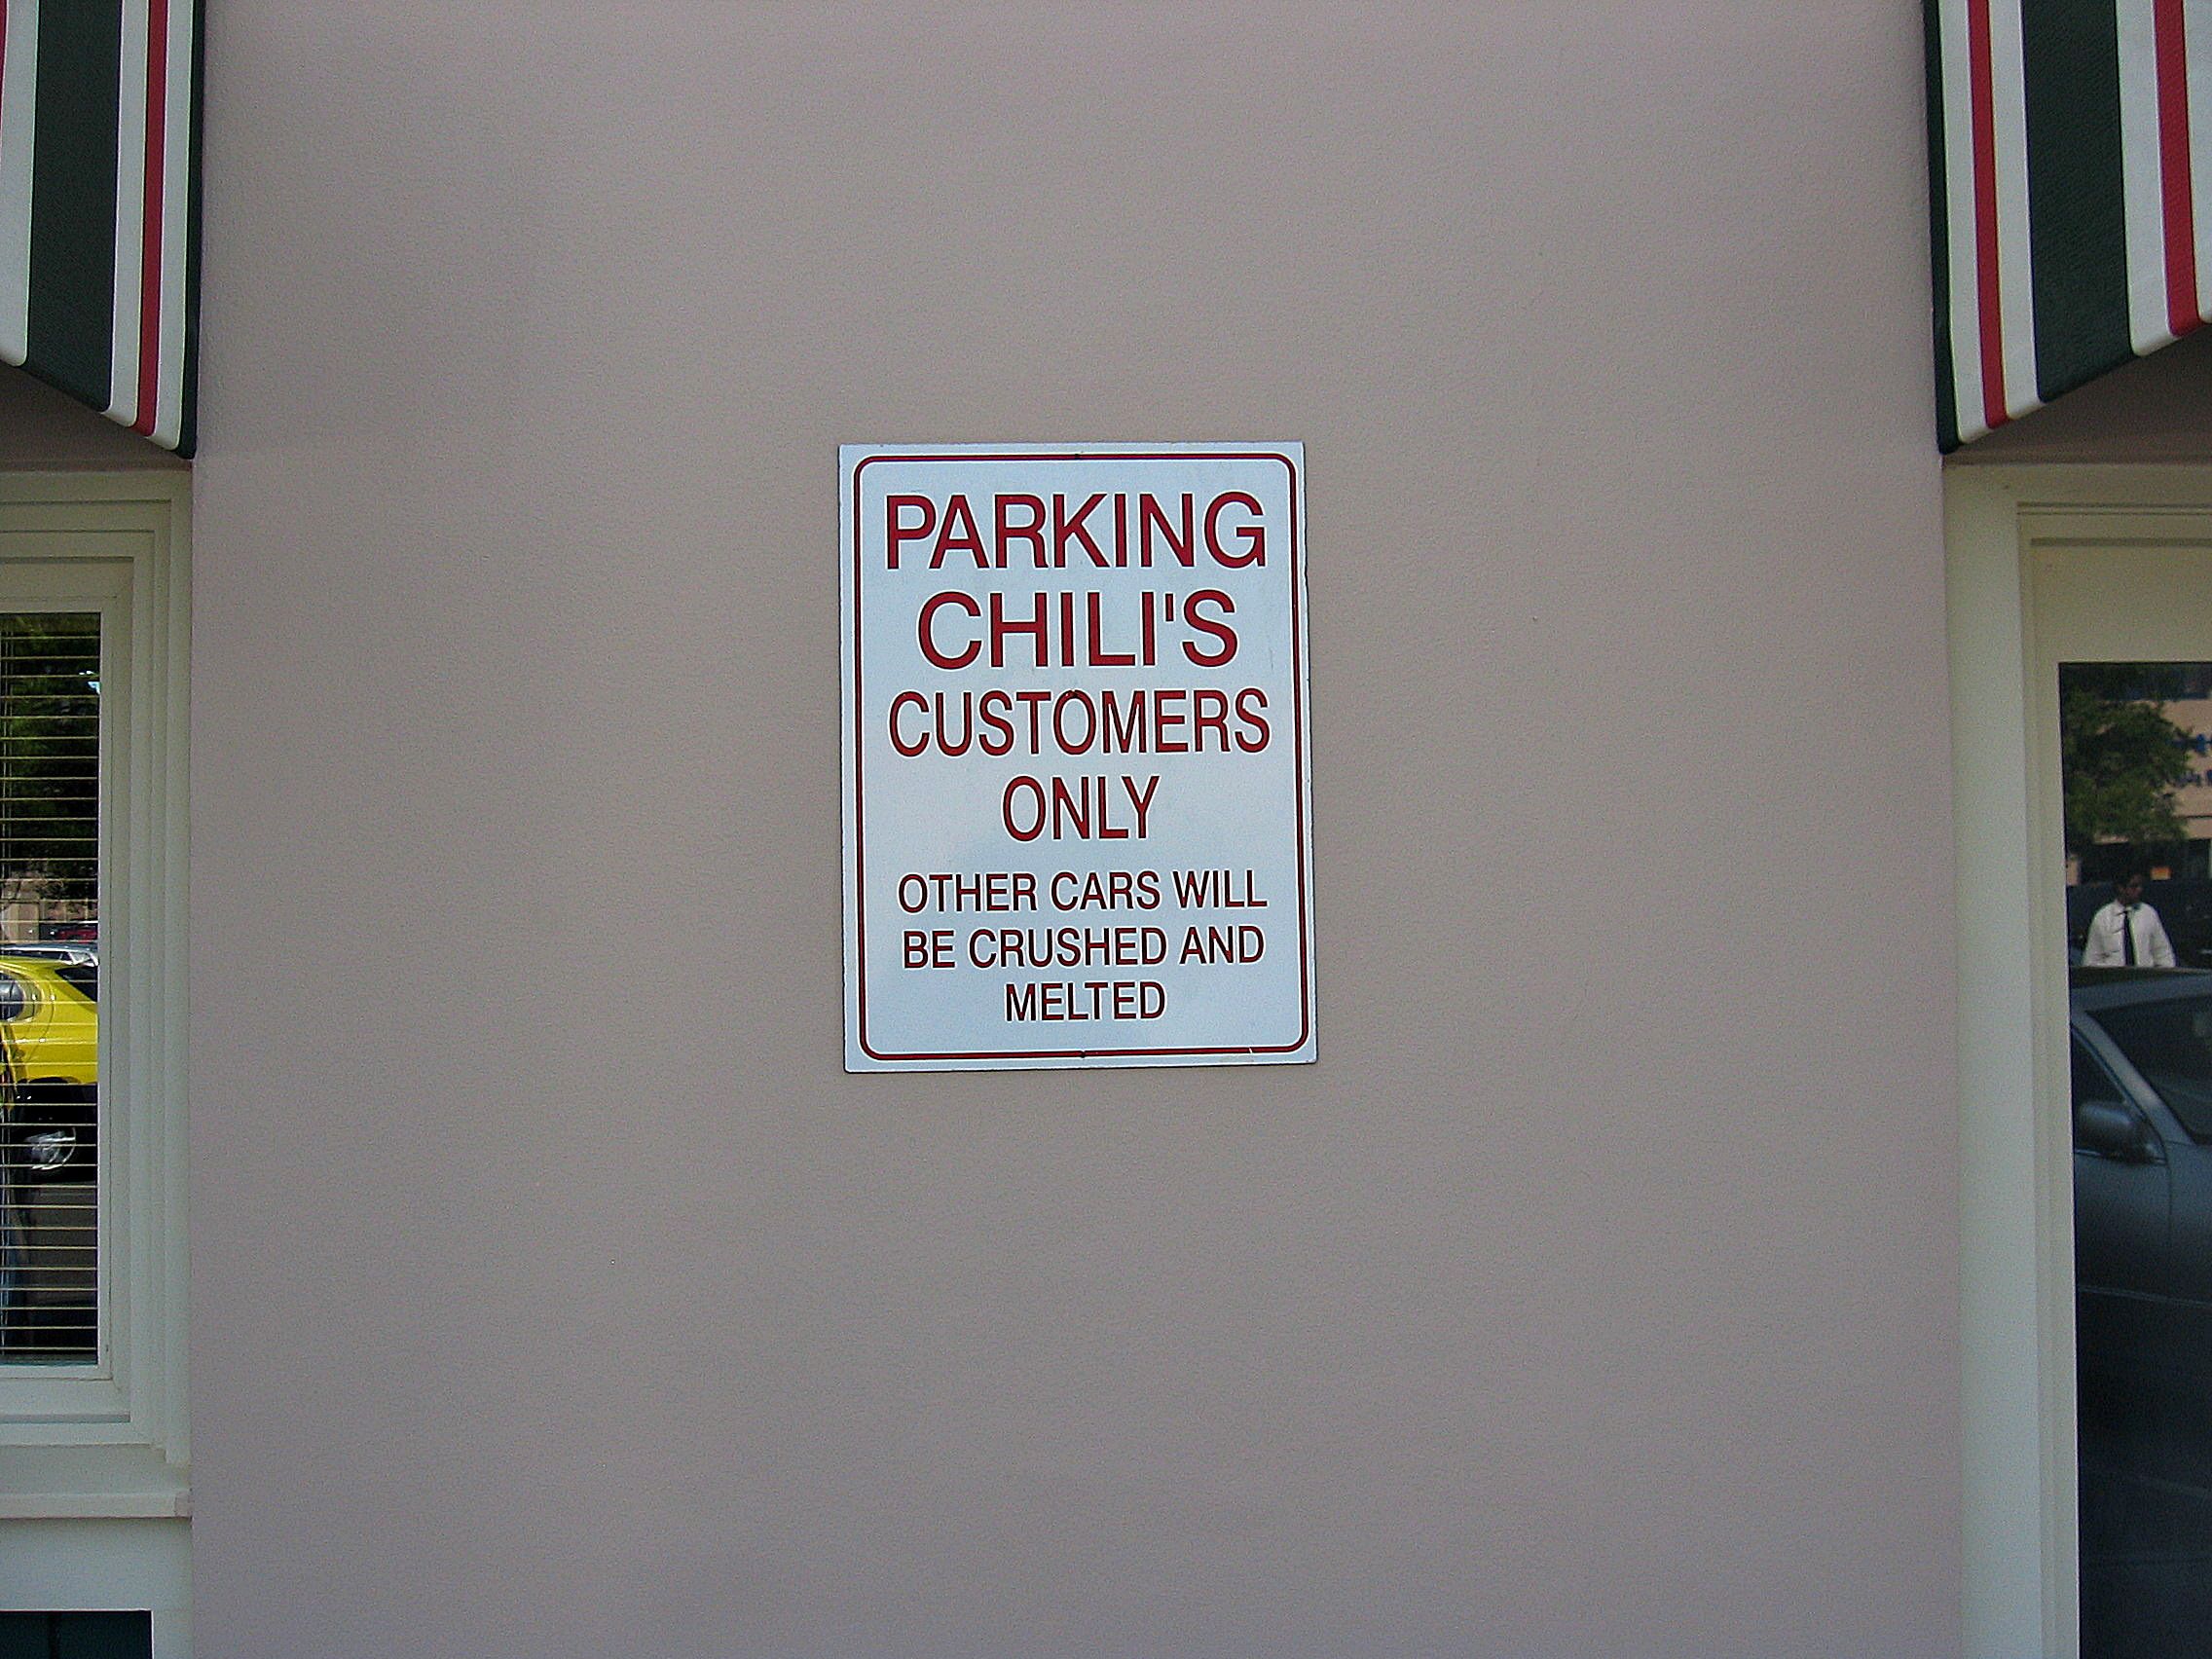 PARKING
CHILI'S
CUSTOMERS
ONLY
OTHER CARS WILL
BE CRUSHED AND
MELTED